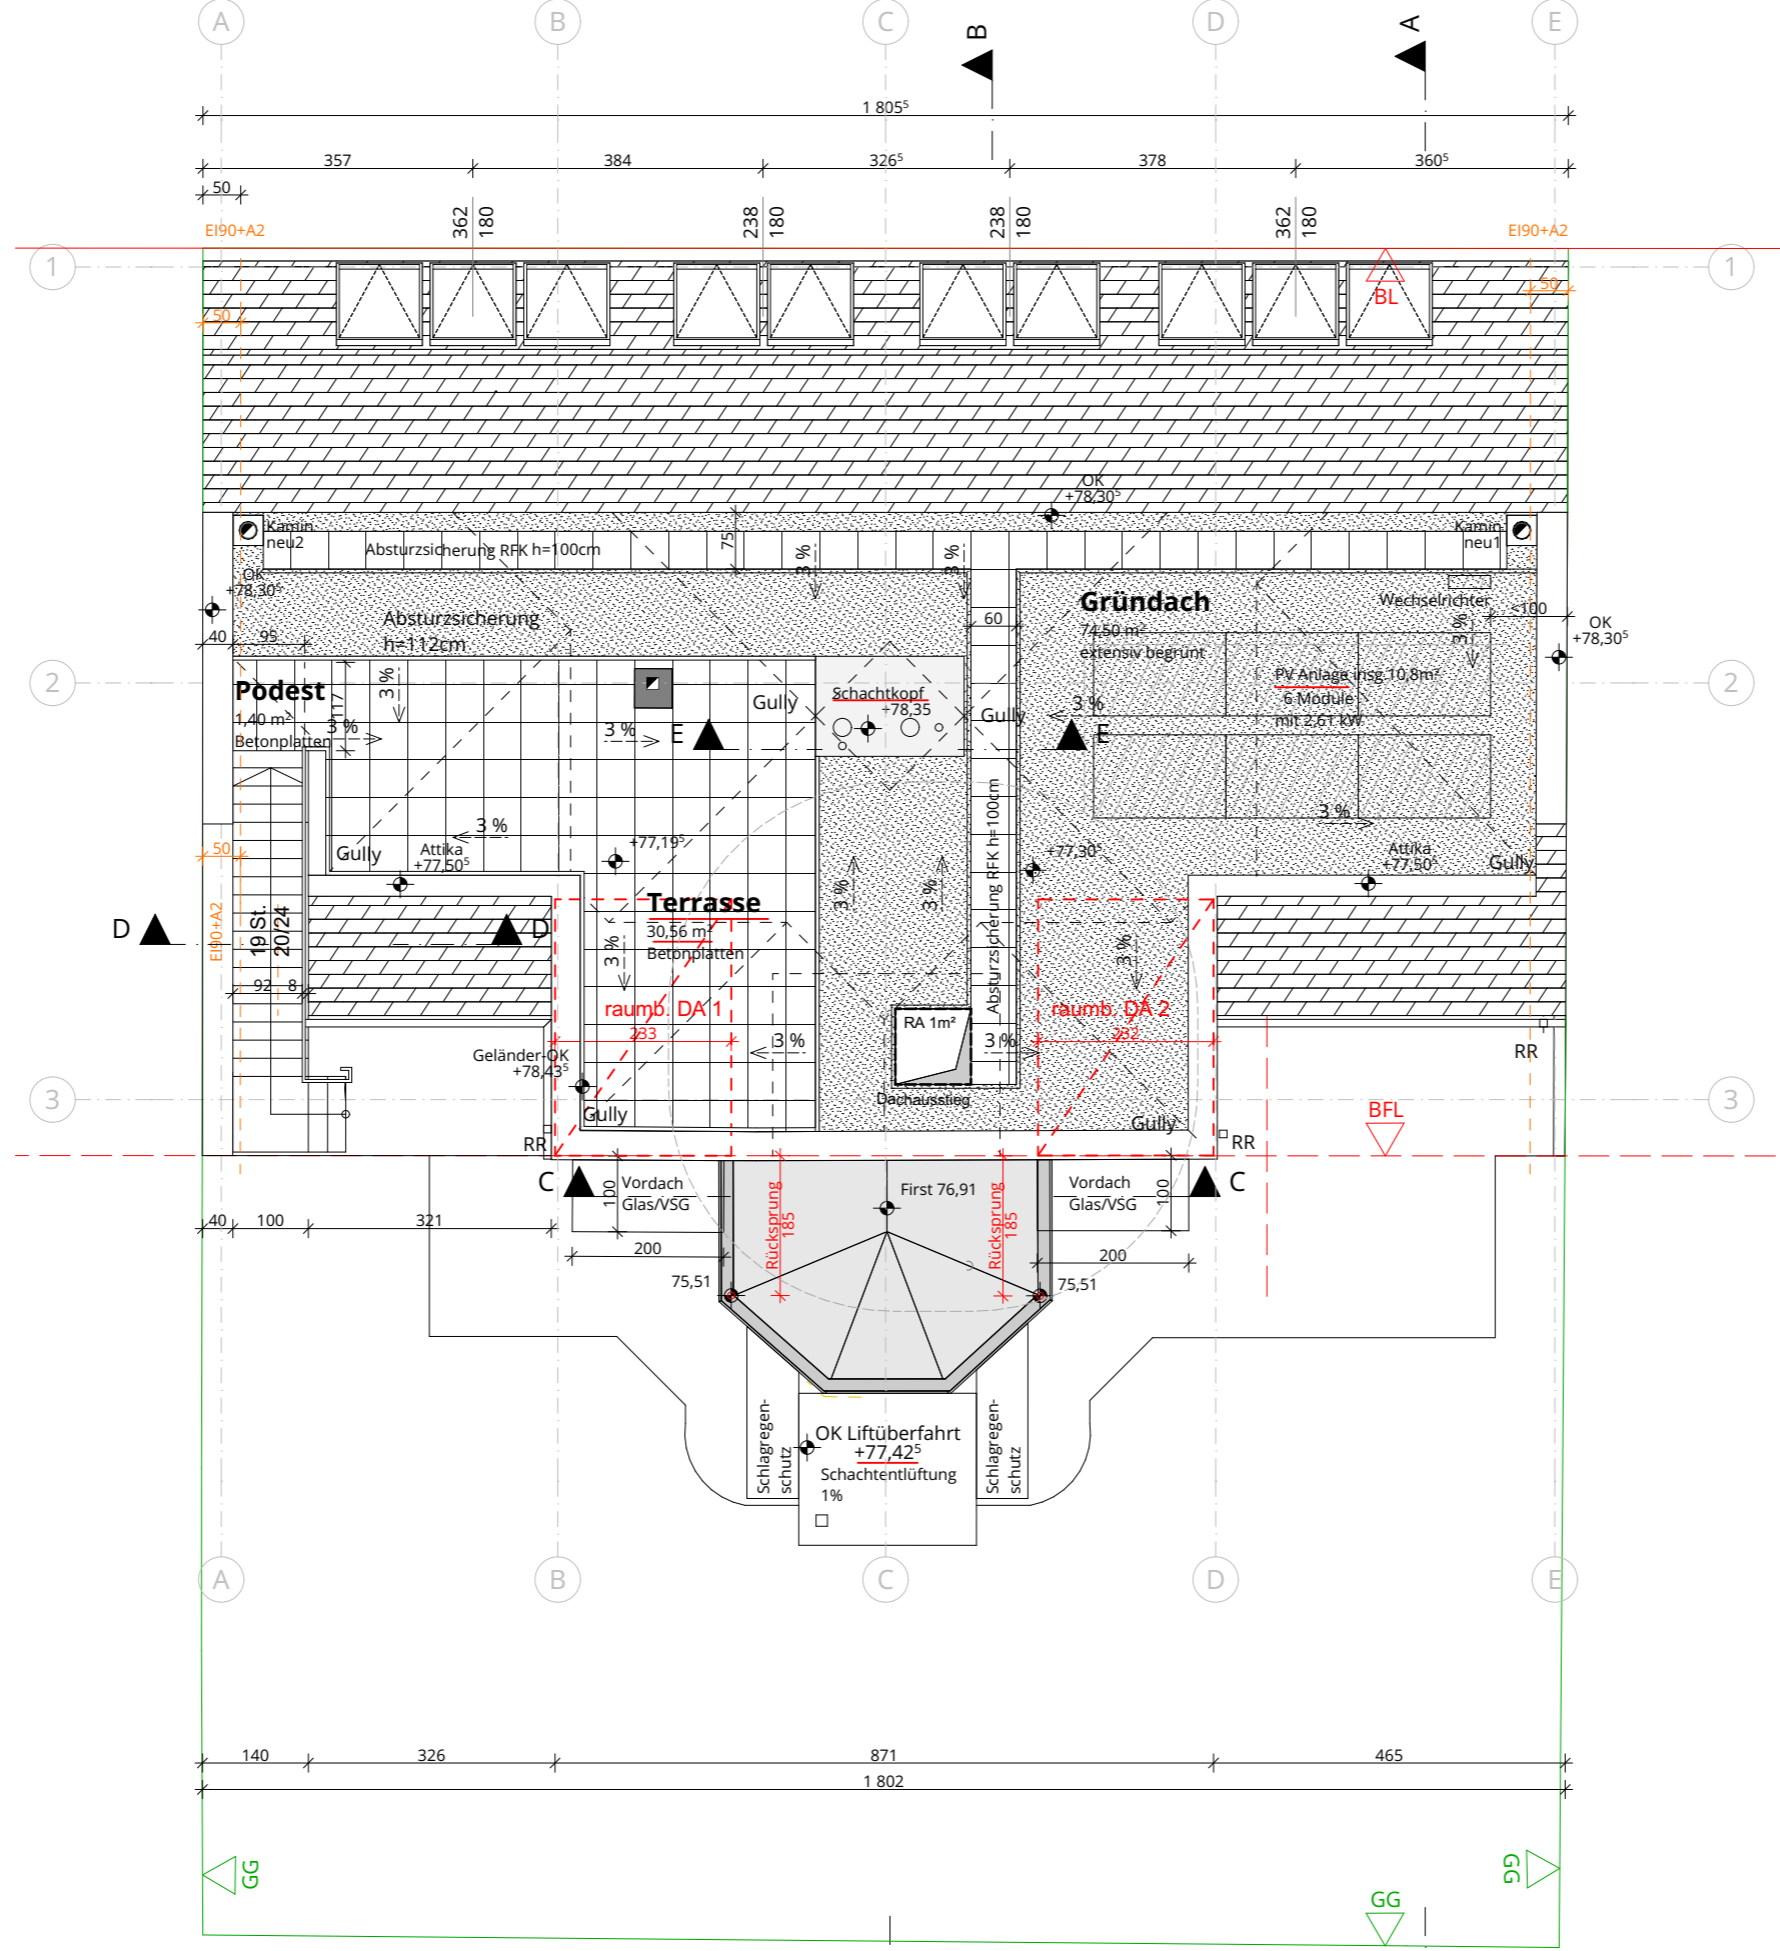 A
B
C
D
E
B
A
1 805⁵
357
384
326⁵
378
360⁵
50
362
180
238
180
238
180
362
180
EI90+A2
EI90+A2
1
1
BL
50
50
OK
+78,30⁵
Kamin
neu2
Kamin
neu1
Absturzsicherung RFK h=100cm
75
3 %
3 %
OK
+78,30⁵
Gründach
74,50 m²
extensiv begrünt
Wechselrichter
<100
OK
+78,30⁵
3 %
Absturzsicherung
h=112cm
40
95
60
2
2
Podest
1,40 m²
Betonplatten
117
3 %
3 %
3 %
E
Gully
Schachtkopf
+78,35
Gully
3 %
E
PV Anlage insg.10,8m²
6 Module
mit 2,61 kW
3 %
3 %
Gully
Attika
+77,50⁵
+77,19⁵
+77,30⁵
Attika
+77,50⁵
Gully
50
Absturzsicherung RFK h=100cm
3 %
3 %
Terrasse
30,56 m²
Betonplatten
3 %
3 %
D
D
EI90+A2
19 St.
20/24
92
8
raumb. DA 1
233
raumb. DA 2
232
RA 1m²
3 %
3 %
Dachausstieg
Geländer-OK
+78,43⁵
RR
3
3
Gully
Gully
RR
RR
BFL
C
C
Vordach
Glas/VSG
100
First 76,91
Vordach
Glas/VSG
100
Rücksprung
185
Rücksprung
185
40
100
321
200
200
75,51
75,51
Schlagregen-
schutz
Schlagregen-
schutz
OK Liftüberfahrt
+77,42⁵
Schachtentlüftung
1%
A
B
C
D
E
140
326
871
465
1 802
GG
GG
GG